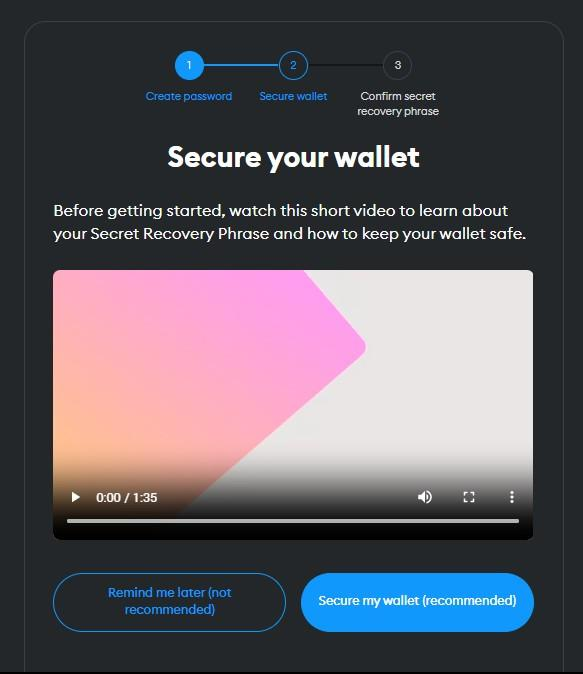 1
2
3
Create password
Secure wallet
Confirm secret
recovery phrase
Secure your wallet
Before getting started, watch this short video to learn about
your Secret Recovery Phrase and how to keep your wallet safe.
0:00 / 1:35
Remind me later (not
recommended)
Secure my wallet (recommended)